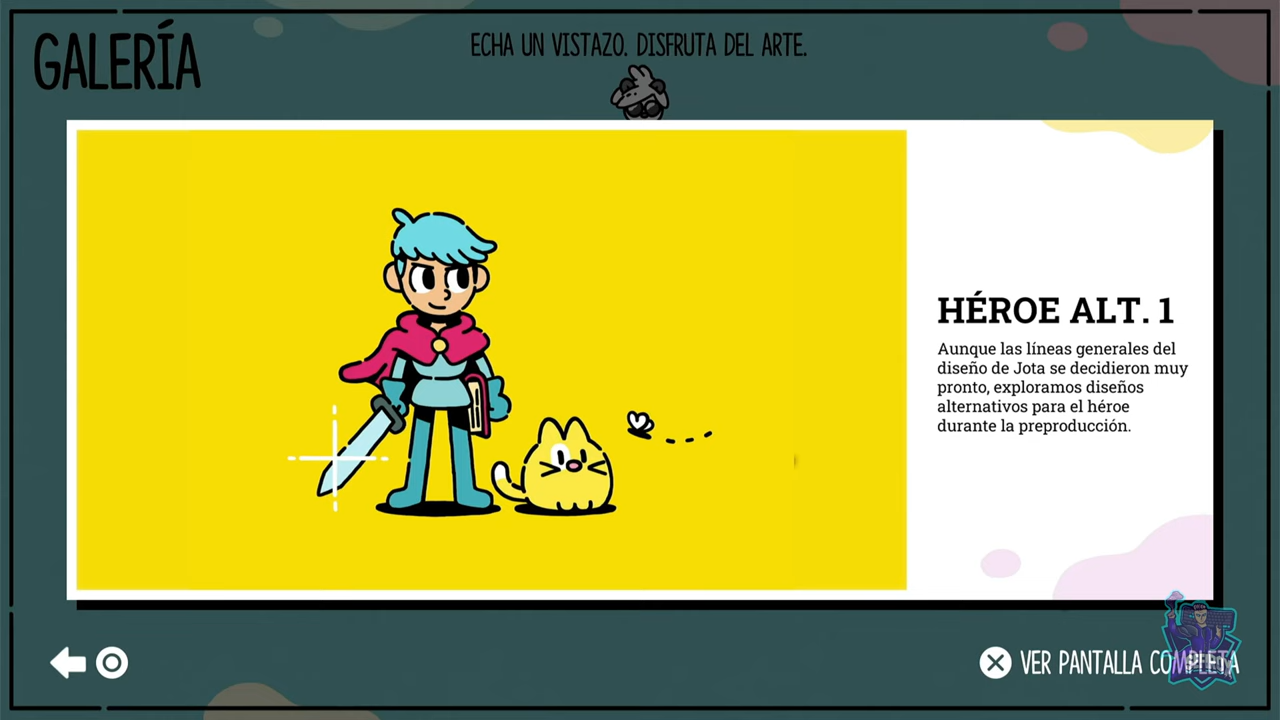 GALERÍA
ECHA UN VISTAZO. DISFRUTA DEL ARTE.
HÉROE ALT. 1
Aunque las líneas generales del
diseño de Jota se decidieron muy
pronto, exploramos diseños
alternativos para el héroe
durante la preproducción.
VER PANTALLA COMPLETA